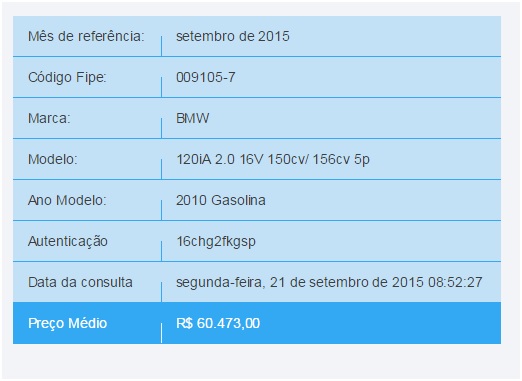 Mês de referência: setembro de 2015
Código Fipe: 009105-7
Marca: BMW
Modelo: 120iA 2.0 16V 150cv/ 156cv 5p
Ano Modelo: 2010 Gasolina
Autenticação 16chg2fkgsp
Data da consulta segunda-feira, 21 de setembro de 2015 08:52:27
Preço Médio R$ 60.473,00